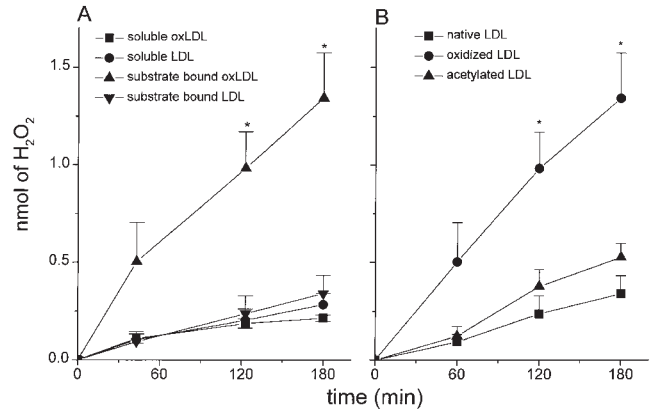 A
soluble oxLDL
soluble LDL
substrate bound oxLDL
substrate bound LDL
*
*
B
native LDL
oxidized LDL
acetylated LDL
*
*
nmol of H2O2
1.5
1.0
0.5
0.0
0 60 120 180
0 60 120 180
time (min)